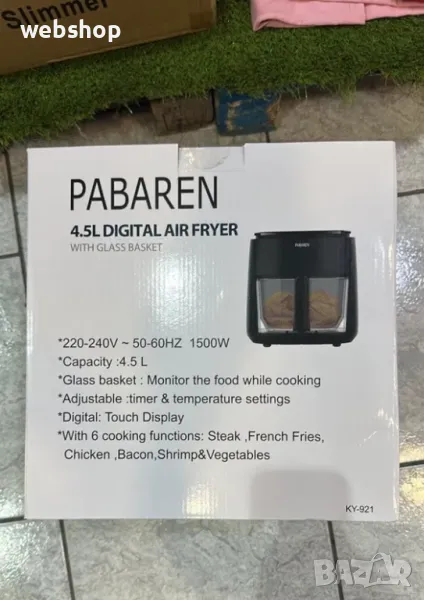 Slimmer
webshop
PABAREN
4.5L DIGITAL AIR FRYER
WITH GLASS BASKET
PABAREN
*220-240V ~ 50-60HZ 1500W
*Capacity :4.5 L
*Glass basket : Monitor the food while cooking
*Adjustable :timer & temperature settings
*Digital: Touch Display
*With 6 cooking functions: Steak ,French Fries,
Chicken ,Bacon,Shrimp&Vegetables
KY-921
bazar